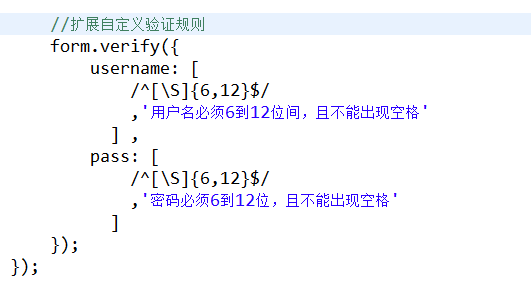 //扩展自定义验证规则
form.verify({
username: [
/^[\S]{6,12}$/
,'用户名必须6到12位间，且不能出现空格'
] ,
pass: [
/^[\S]{6,12}$/
,'密码必须6到12位，且不能出现空格'
]
});
});